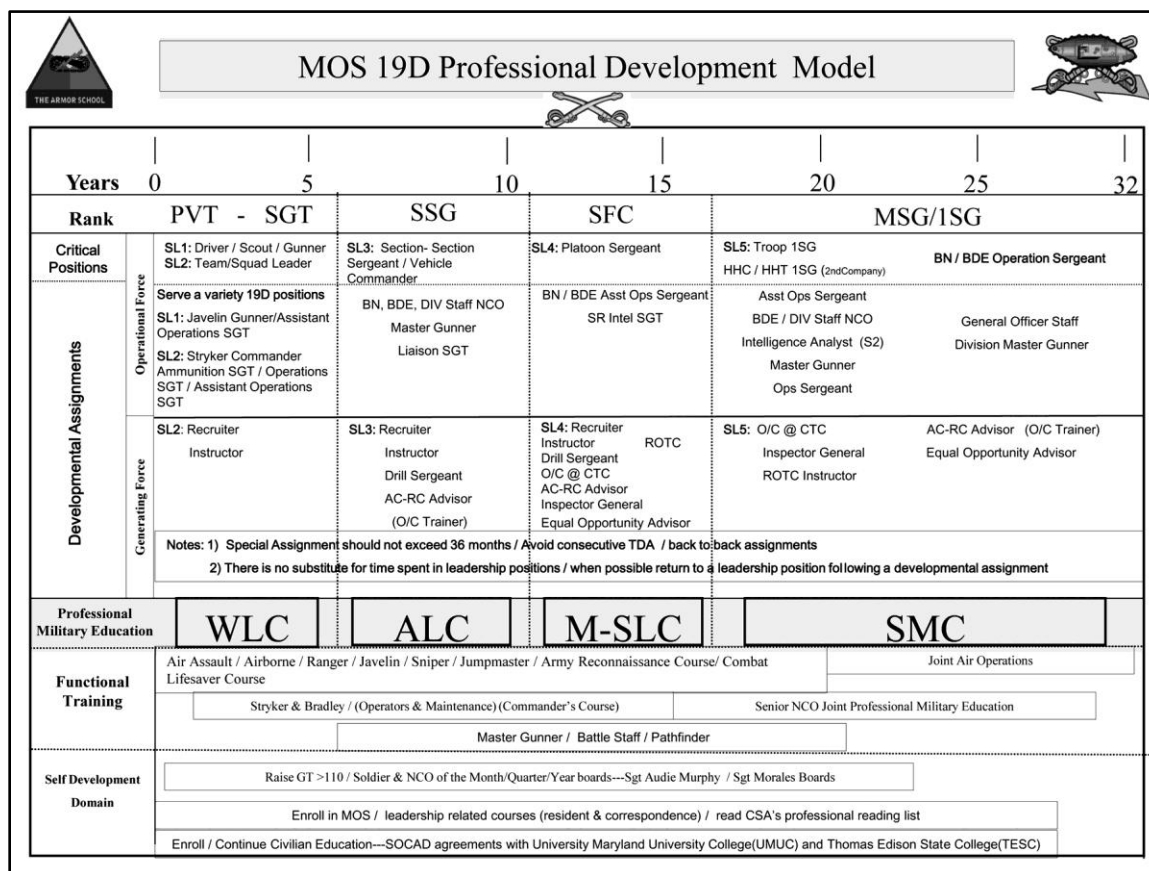 THE ARMOR SCHOOL
MOS 19D Professional Development Model
Years 0 5 10 15 20 25 32
Rank PVT - SGT SSG SFC MSG/1SG
Critical
Positions
Developmental Assignments
Operational Force
SL1: Driver / Scout / Gunner
SL2: Team/Squad Leader
SL3: Section- Section
Sergeant / Vehicle
Commander
SL4: Platoon Sergeant
SL5: Troop 1SG
HHC / HHT 1SG (2ndCompany)
BN / BDE Operation Sergeant
Serve a variety 19D positions
SL1: Javelin Gunner/Assistant
Operations SGT
SL2: Stryker Commander
Ammunition SGT / Operations
SGT / Assistant Operations
SGT
BN, BDE, DIV Staff NCO
Master Gunner
Liaison SGT
BN / BDE Asst Ops Sergeant
SR Intel SGT
Asst Ops Sergeant
BDE / DIV Staff NCO
Intelligence Analyst (S2)
Master Gunner
Ops Sergeant
General Officer Staff
Division Master Gunner
Generating Force
SL2: Recruiter
Instructor
SL3: Recruiter
Instructor
Drill Sergeant
AC-RC Advisor
(O/C Trainer)
SL4: Recruiter
Instructor ROTC
Drill Sergeant
O/C @ CTC
AC-RC Advisor
Inspector General
Equal Opportunity Advisor
SL5: O/C @ CTC
Inspector General
ROTC Instructor
AC-RC Advisor (O/C Trainer)
Equal Opportunity Advisor
Notes: 1) Special Assignment should not exceed 36 months / Avoid consecutive TDA / back to back assignments
2) There is no substitute for time spent in leadership positions / when possible return to a leadership position following a developmental assignment
Professional
Military Education
WLC ALC M-SLC SMC
Functional
Training
Air Assault / Airborne / Ranger / Javelin / Sniper / Jumpmaster / Army Reconnaissance Course/ Combat
Lifesaver Course
Joint Air Operations
Stryker & Bradley / (Operators & Maintenance) (Commander's Course)
Senior NCO Joint Professional Military Education
Master Gunner / Battle Staff / Pathfinder
Self Development
Domain
Raise GT >110 / Soldier & NCO of the Month/Quarter/Year boards---Sgt Audie Murphy / Sgt Morales Boards
Enroll in MOS / leadership related courses (resident & correspondence) / read CSA's professional reading list
Enroll / Continue Civilian Education---SOCAD agreements with University Maryland University College(UMUC) and Thomas Edison State College(TESC)